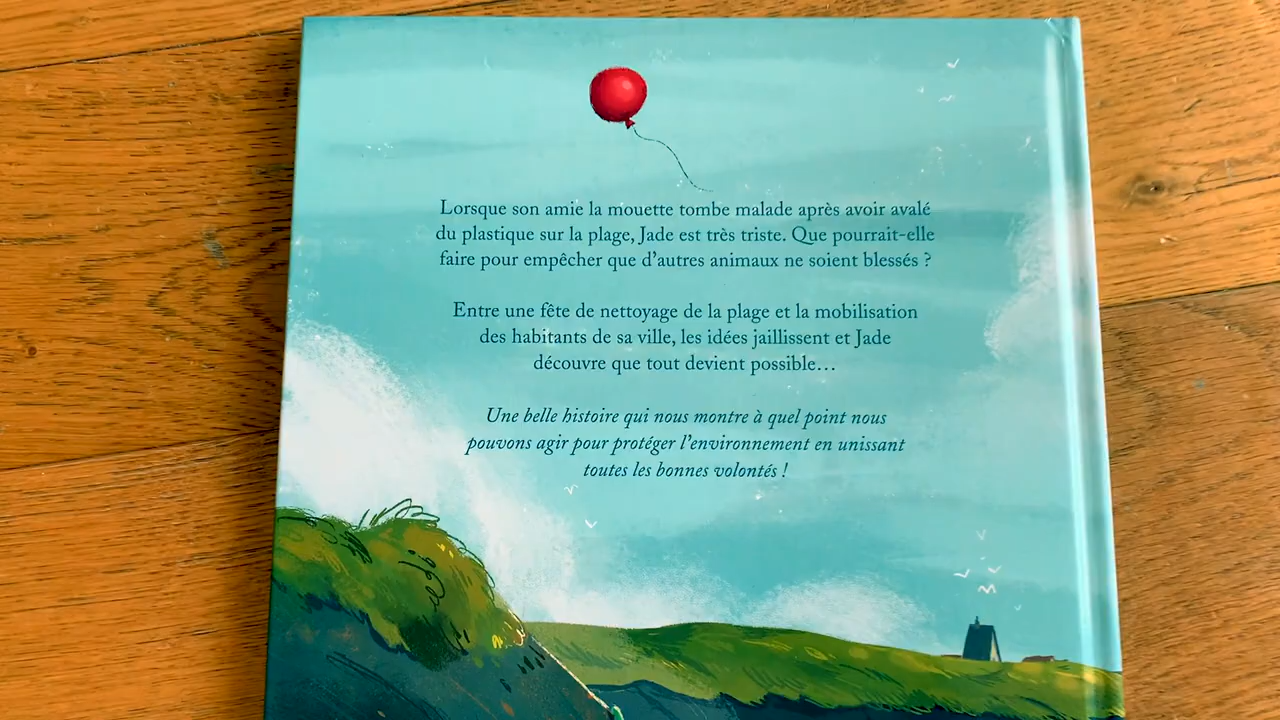 Lorsque son amie la mouette tombe malade après avoir avalé
du plastique sur la plage, Jade est très triste. Que pourrait-elle
faire pour empêcher que d'autres animaux ne soient blessés ?
Entre une fête de nettoyage de la plage et la mobilisation
des habitants de sa ville, les idées jaillissent et Jade
découvre que tout devient possible…
Une belle histoire qui nous montre à quel point nous
pouvons agir pour protéger l'environnement en unissant
toutes les bonnes volontés !